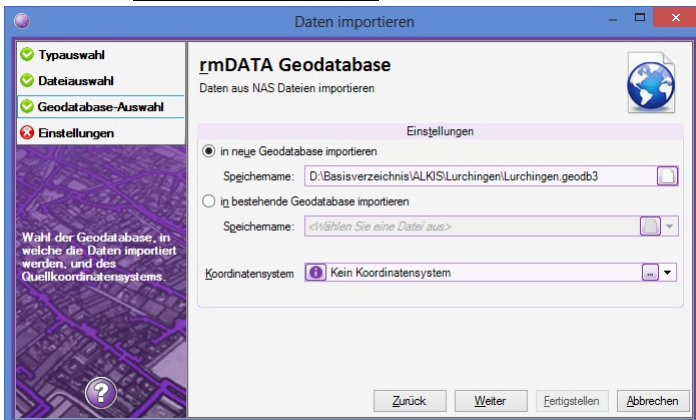 Daten importieren
Typauswahl
Dateiauswahl
Geodatabase-Auswahl
Einstellungen
Wahl der Geodatabase, in
welche die Daten importiert
werden, und des
Quellkoordinatensystems.
rmDATA Geodatabase
Daten aus NAS Dateien importieren
Einstellungen
in neue Geodatabase importieren
Speichername: D:\Basisverzeichnis\ALKIS\Lurchingen\Lurchingen.geodb3
in bestehende Geodatabase importieren
Speichername: <Wählen Sie eine Datei aus>
Koordinatensystem Kein Koordinatensystem ...
Zurück Weiter Fertigstellen Abbrechen